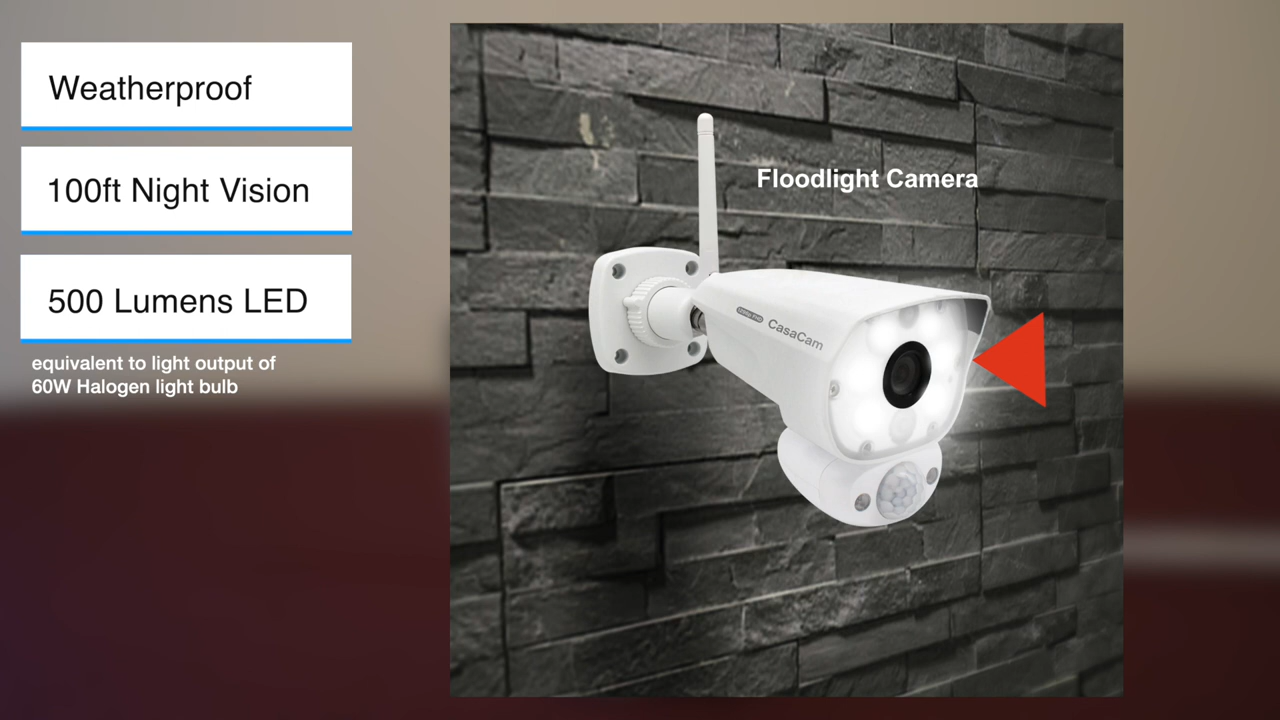 Weatherproof
100ft Night Vision
500 Lumens LED
equivalent to light output of
60W Halogen light bulb
Floodlight Camera
CasaCam